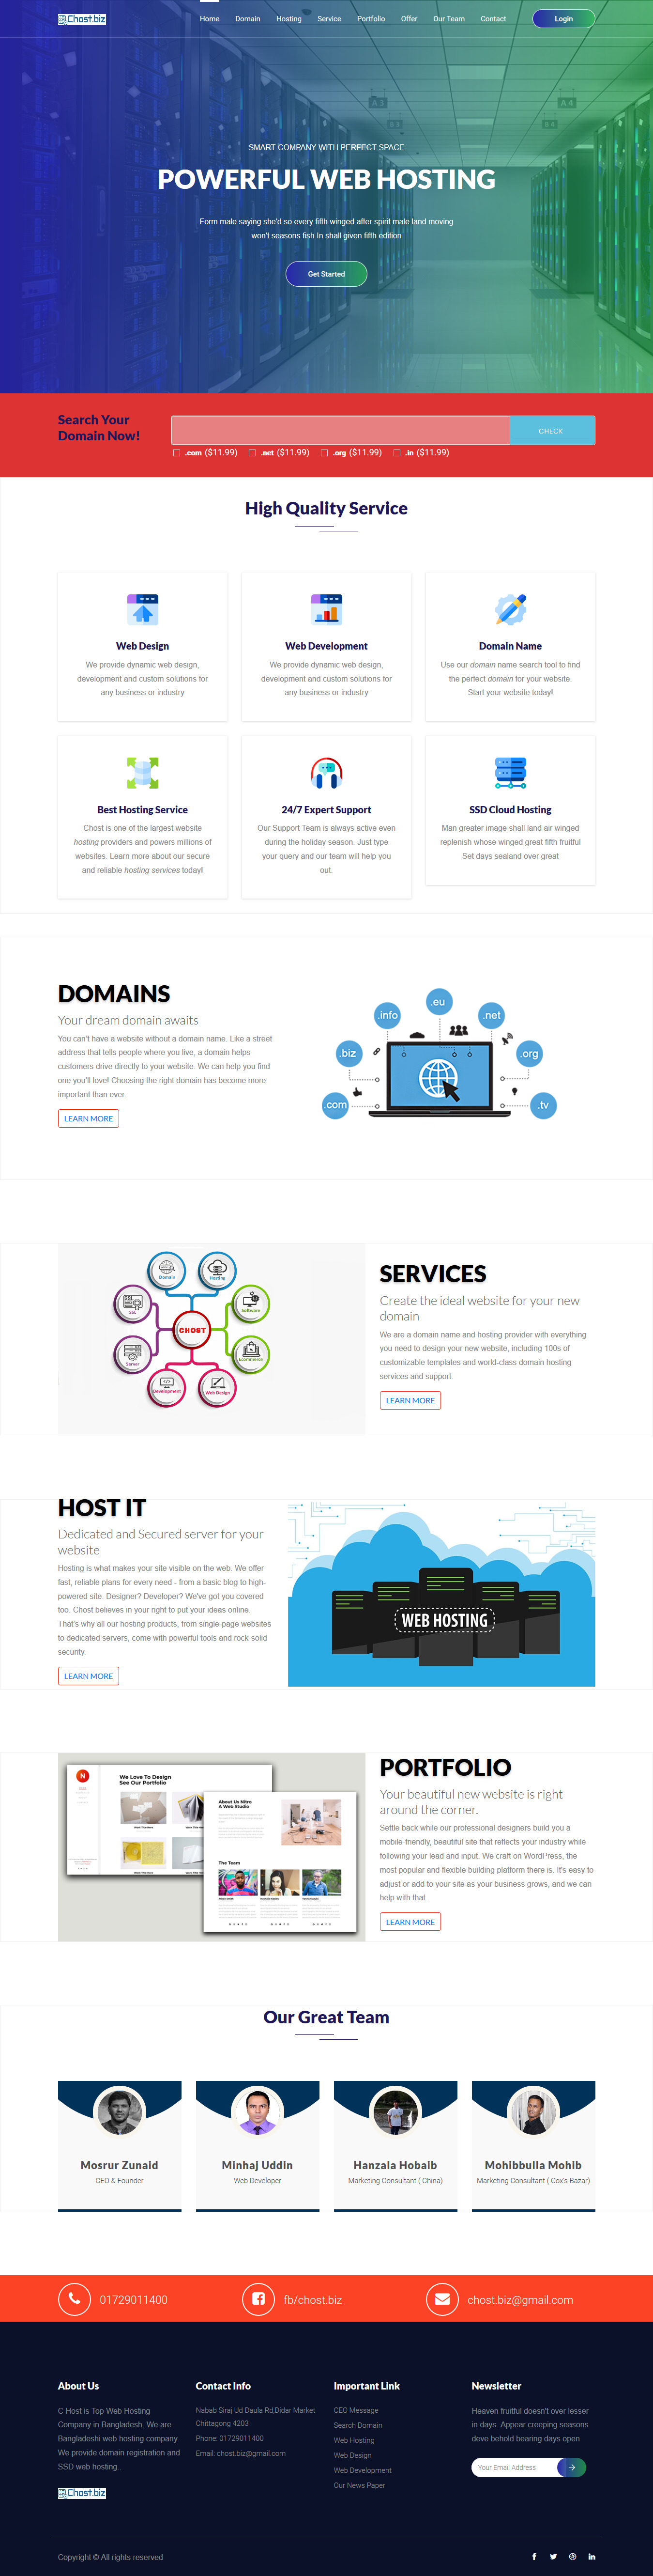 Chost.biz
Home Domain Hosting Service Portfolio Offer Our Team Contact Login
A 3 A 4
SMART COMPANY WITH PERFECT SPACE
POWERFUL WEB HOSTING
Form male saying she'd so every fifth winged after spirit male land moving
won't seasons fish In shall given fifth edition
Get Started
Search Your
Domain Now!
CHECK
.com ($11.99) .net ($11.99) .org ($11.99) .in ($11.99)
High Quality Service
Web Design
We provide dynamic web design,
development and custom solutions for
any business or industry
Web Development
We provide dynamic web design,
development and custom solutions for
any business or industry
Domain Name
Use our domain name search tool to find
the perfect domain for your website.
Start your website today!
Best Hosting Service
Chost is one of the largest website
hosting providers and powers millions of
websites. Learn more about our secure
and reliable hosting services today!
24/7 Expert Support
Our Support Team is always active even
during the holiday season. Just type
your query and our team will help you
out.
SSD Cloud Hosting
Man greater image shall land air winged
replenish whose winged great fifth fruitful
Set days sealand over great
DOMAINS
Your dream domain awaits
You can't have a website without a domain name. Like a street
address that tells people where you live, a domain helps
customers drive directly to your website. We can help you find
one you'll love! Choosing the right domain has become more
important than ever.
LEARN MORE
.com
.biz
.info
.eu
.net
.org
.tv
Domain
Hosting
SSL
Software
CHOST
Server
Ecommerce
Development
Web Design
SERVICES
Create the ideal website for your new
domain
We are a domain name and hosting provider with everything
you need to design your new website, including 100s of
customizable templates and world-class domain hosting
services and support.
LEARN MORE
HOST IT
Dedicated and Secured server for your
website
Hosting is what makes your site visible on the web. We offer
fast, reliable plans for every need - from a basic blog to high-
powered site. Designer? Developer? We've got you covered
too. Chost believes in your right to put your ideas online.
That's why all our hosting products, from single-page websites
to dedicated servers, come with powerful tools and rock-solid
security.
LEARN MORE
WEB HOSTING
N
We Love To Design
See Our Portfolio
About Us Nitro
A Web Studio
The Team
PORTFOLIO
Your beautiful new website is right
around the corner.
Settle back while our professional designers build you a
mobile-friendly, beautiful site that reflects your industry while
following your lead and input. We craft on WordPress, the
most popular and flexible building platform there is. It's easy to
adjust or add to your site as your business grows, and we can
help with that.
LEARN MORE
Our Great Team
Mosrur Zunaid
CEO & Founder
Minhaj Uddin
Web Developer
Hanzala Hobaib
Marketing Consultant ( China)
Mohibbulla Mohib
Marketing Consultant ( Cox's Bazar)
01729011400
fb/chost.biz
chost.biz@gmail.com
About Us
C Host is Top Web Hosting
Company in Bangladesh. We are
Bangladeshi web hosting company.
We provide domain registration and
SSD web hosting..
Chost.biz
Contact Info
Nabab Siraj Ud Daula Rd,Didar Market
Chittagong 4203
Phone: 01729011400
Email: chost.biz@gmail.com
Important Link
CEO Message
Search Domain
Web Hosting
Web Design
Web Development
Our News Paper
Newsletter
Heaven fruitful doesn't over lesser
in days. Appear creeping seasons
deve behold bearing days open
Your Email Address
Copyright © All rights reserved